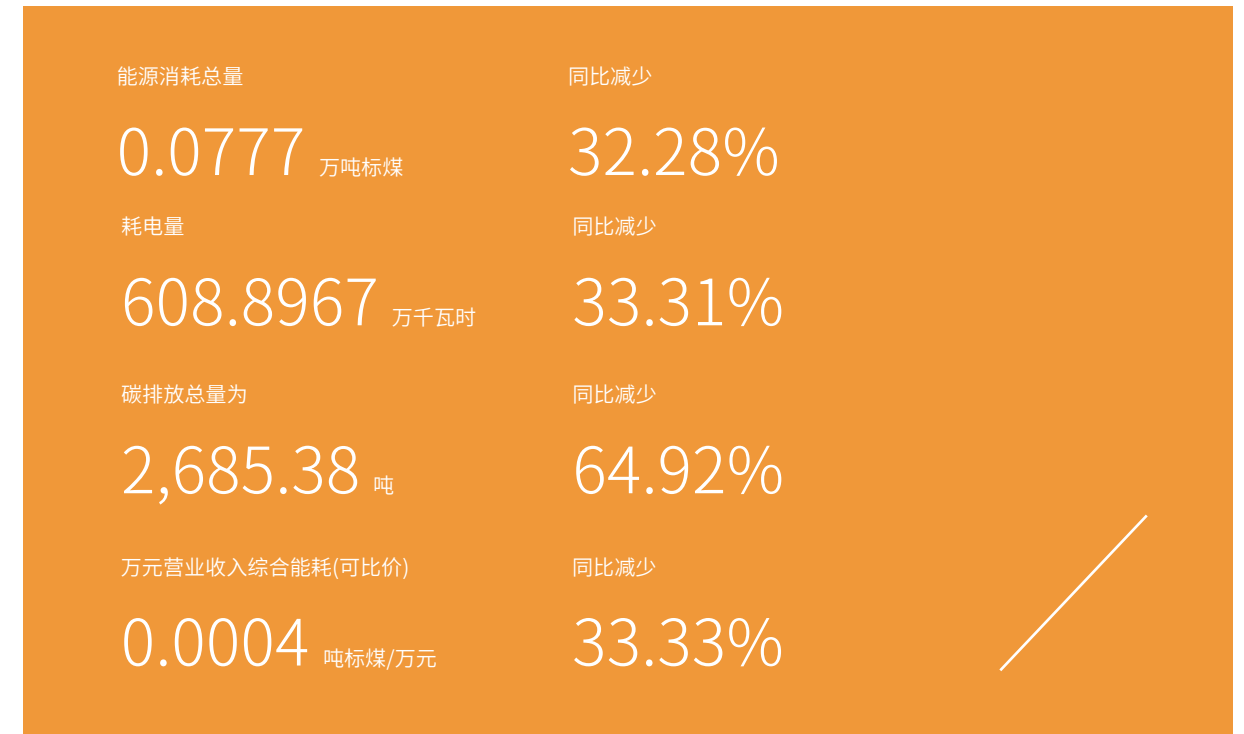 能源消耗总量 同比减少
0.0777 万吨标煤 32.28%
耗电量 同比减少
608.8967 万千瓦时 33.31%
碳排放总量为 同比减少
2,685.38 吨 64.92%
万元营业收入综合能耗(可比价) 同比减少
0.0004 吨标煤/万元 33.33%